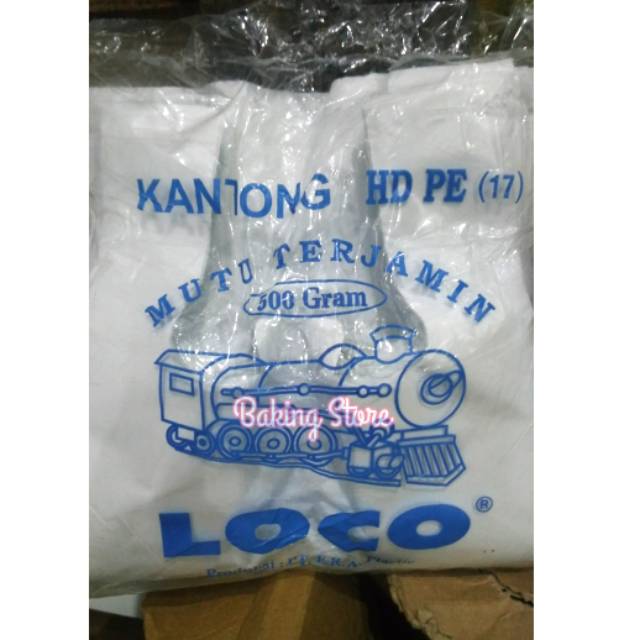 KANTONG HD PE (17)
MUTU TERJAMIN
500 Gram
Baking Store
LOCO ®